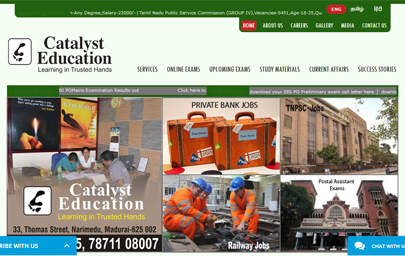 >-Any Degree,Salary-22000/- | Tamil Nadu Public Service Commission (GROUP IV),Vacancies-5451,Age-18-35,Qu
ENG தமிழ் हिंदी
HOME ABOUT US CAREERS GALLERY MEDIA CONTACT US
Catalyst
Education
Learning in Trusted Hands
SERVICES ONLINE EXAMS UPCOMING EXAMS STUDY MATERIALS CURRENT AFFAIRS SUCCESS STORIES
BI POMains Examination Results out Click here to
download your SBI PO Preliminary exam call letter here | downlo
PRIVATE BANK JOBS
TNPSC Jobs
Catalyst
Education
Learning in Trusted Hands
33, Thomas Street, Narimedu, Madurai-625 002
5, 78711 08007
Railway Jobs
Postal Assistant
Exams
RIBE WITH US
CHAT WITH U